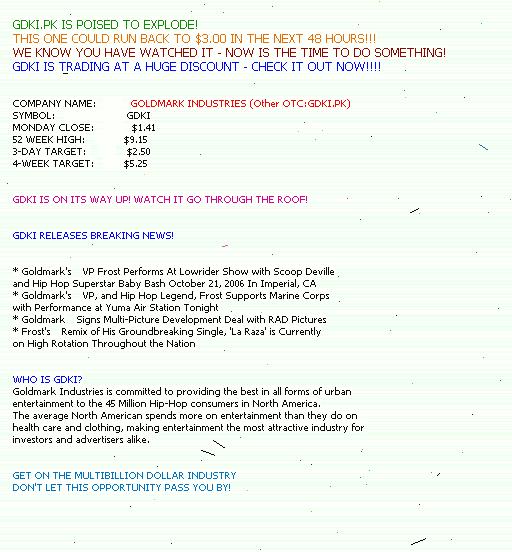 GDKI.PK IS POISED TO EXPLODE!
THIS ONE COULD RUN BACK TO $3.00 IN THE NEXT 48 HOURS!!!
WE KNOW YOU HAVE WATCHED IT - NOW IS THE TIME TO DO SOMETHING!
GDKI IS TRADING AT A HUGE DISCOUNT - CHECK IT OUT NOW!!!!
COMPANY NAME: GOLDMARK INDUSTRIES (Other OTC:GDKI.PK)
SYMBOL: GDKI
MONDAY CLOSE: $1.41
52 WEEK HIGH: $9.15
3-DAY TARGET: $2.50
4-WEEK TARGET: $5.25
GDKI IS ON ITS WAY UP! WATCH IT GO THROUGH THE ROOF!
GDKI RELEASES BREAKING NEWS!
* Goldmark's VP Frost Performs At Lowrider Show with Scoop Deville
and Hip Hop Superstar Baby Bash October 21, 2006 In Imperial, CA
* Goldmark's VP, and Hip Hop Legend, Frost Supports Marine Corps
with Performance at Yuma Air Station Tonight
* Goldmark Signs Multi-Picture Development Deal with RAD Pictures
* Frost's Remix of His Groundbreaking Single, 'La Raza' is Currently
on High Rotation Throughout the Nation
WHO IS GDKI?
Goldmark Industries is committed to providing the best in all forms of urban
entertainment to the 45 Million Hip-Hop consumers in North America.
The average North American spends more on entertainment than they do on
health care and clothing, making entertainment the most attractive industry for
investors and advertisers alike.
GET ON THE MULTIBILLION DOLLAR INDUSTRY
DON'T LET THIS OPPORTUNITY PASS YOU BY!